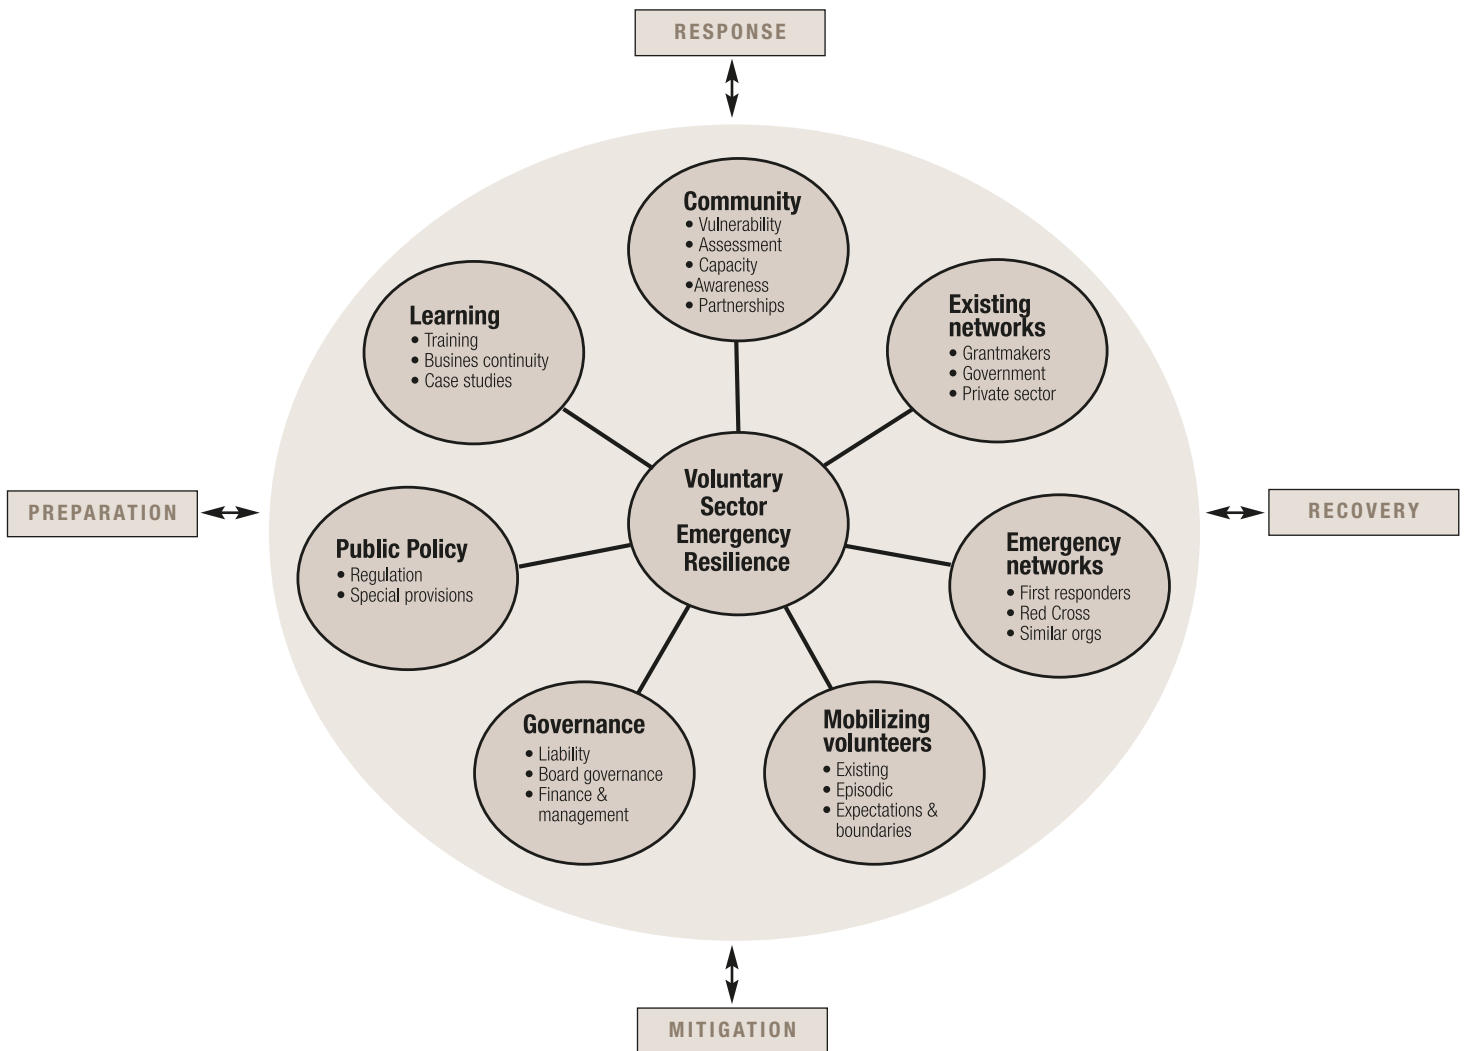 RESPONSE
Community
• Vulnerability
• Assessment
• Capacity
•Awareness
• Partnerships
Learning
• Training
• Busines continuity
• Case studies
Existing
networks
• Grantmakers
• Government
• Private sector
Voluntary
Sector
Emergency
Resilience
PREPARATION
RECOVERY
Public Policy
• Regulation
• Special provisions
Emergency
networks
• First responders
• Red Cross
• Similar orgs
Governance
• Liability
• Board governance
• Finance &
management
Mobilizing
volunteers
• Existing
• Episodic
• Expectations &
boundaries
MITIGATION